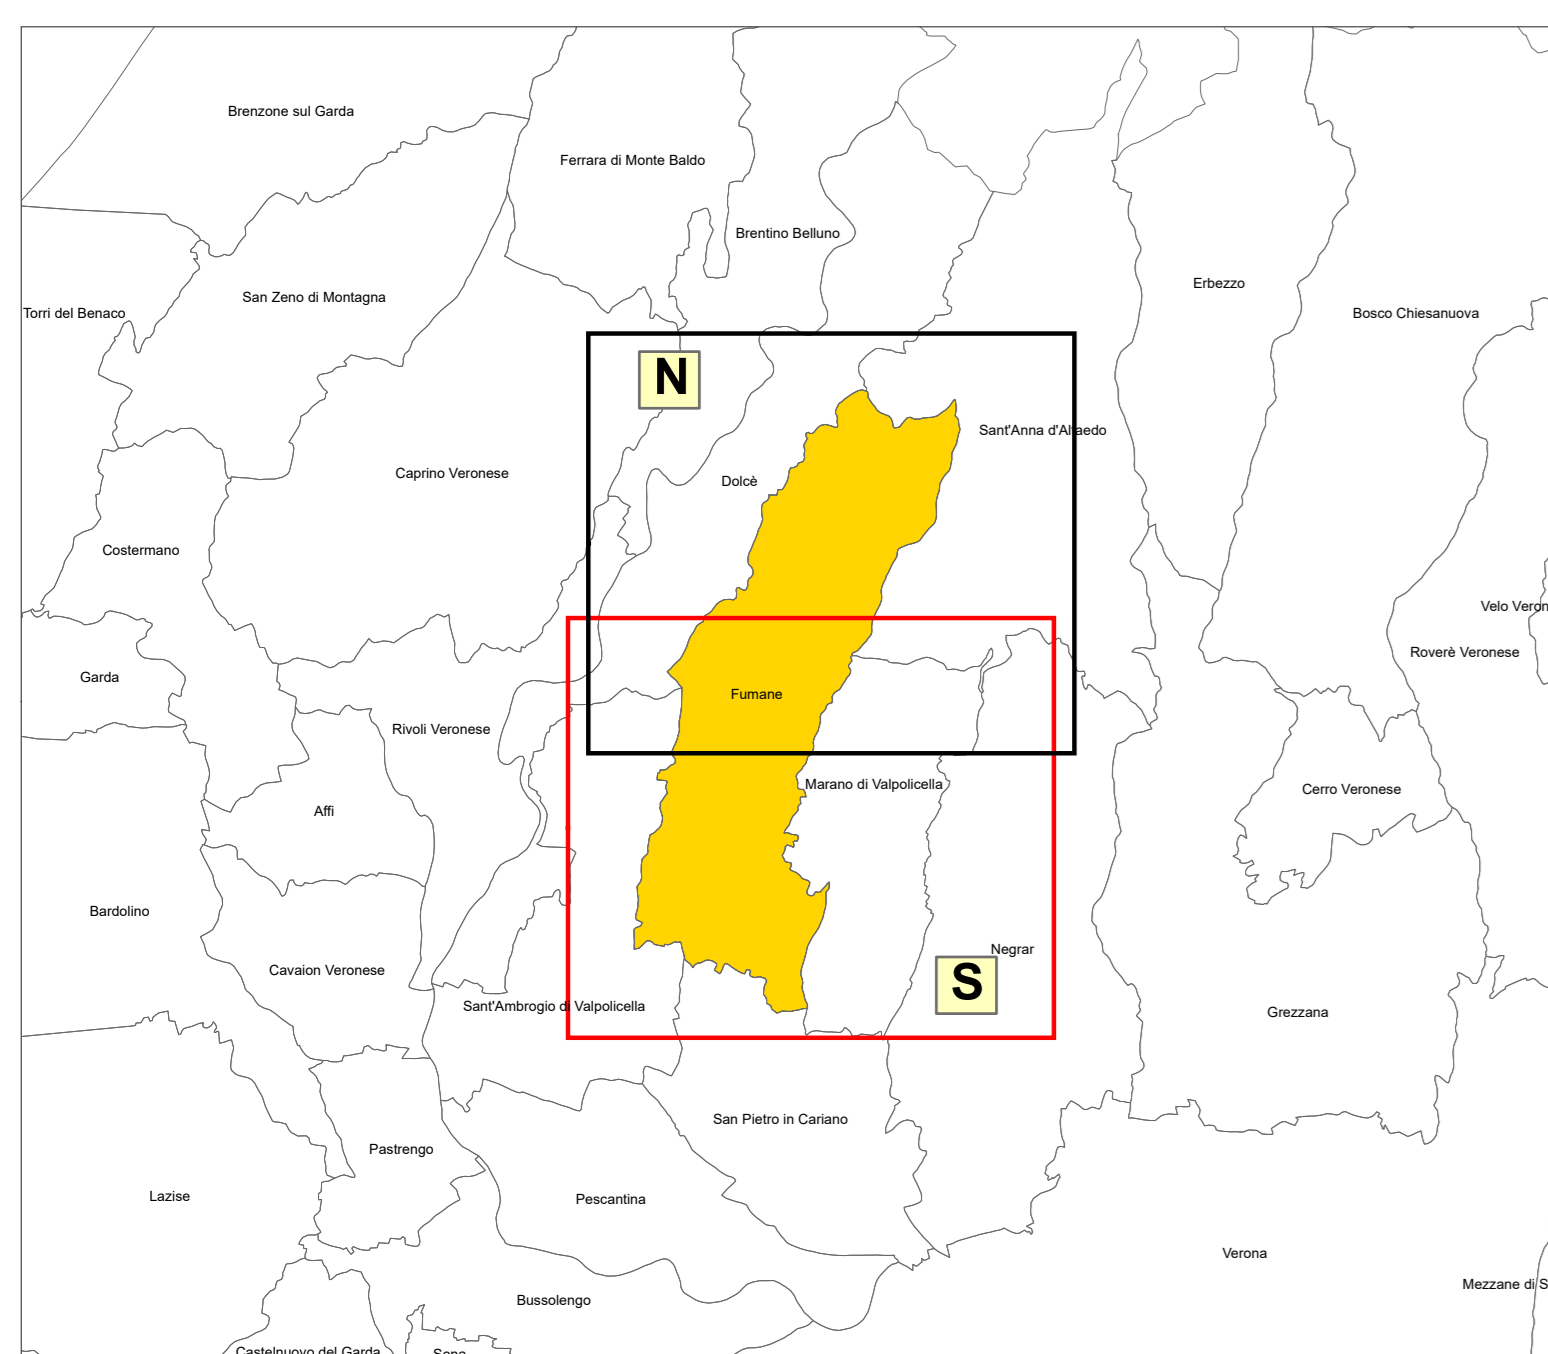 Brenzone sul Garda
Ferrara di Monte Baldo
Brentino Belluno
Erbezzo
San Zeno di Montagna
Torri del Benaco
Bosco Chiesanuova
N
Sant'Anna d'Alfaedo
Caprino Veronese
Dolcè
Costermano
Velo Veron
Roverè Veronese
Garda
Fumane
Rivoli Veronese
Marano di Valpolicella
Cerro Veronese
Affi
Bardolino
Negrar
Cavaion Veronese
S
Sant'Ambrogio di Valpolicella
Grezzana
San Pietro in Cariano
Pastrengo
Lazise
Pescantina
Verona
Mezzane di S
Bussolengo
Castelnuovo del Garda
Sona